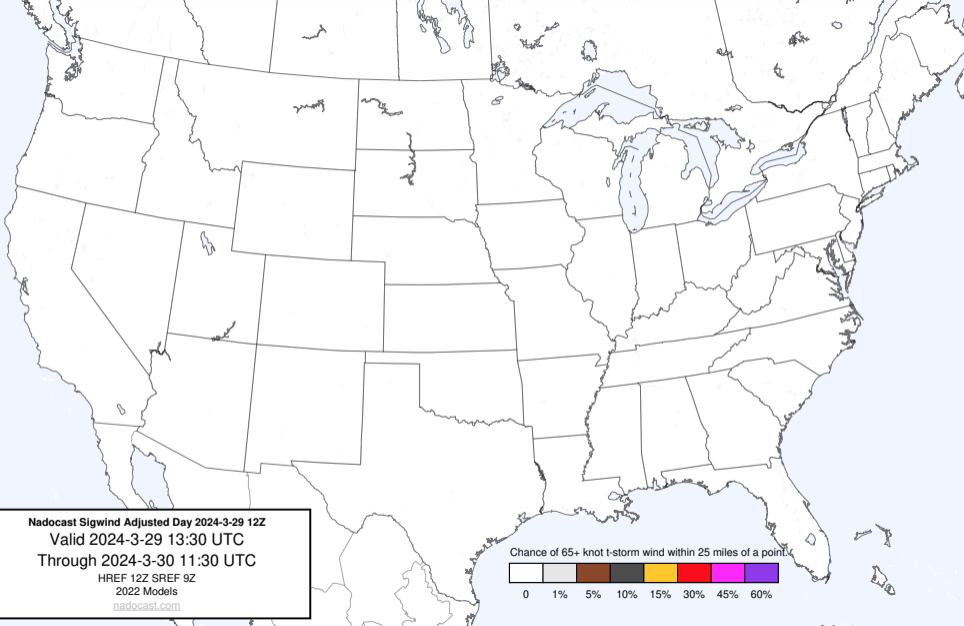 Nadocast Sigwind Adjusted Day 2024-3-29 12Z
Valid 2024-3-29 13:30 UTC
Through 2024-3-30 11:30 UTC
HREF 12Z SREF 9Z
2022 Models
nadocast.com
Chance of 65+ knot t-storm wind within 25 miles of a point.
0 1% 5% 10% 15% 30% 45% 60%